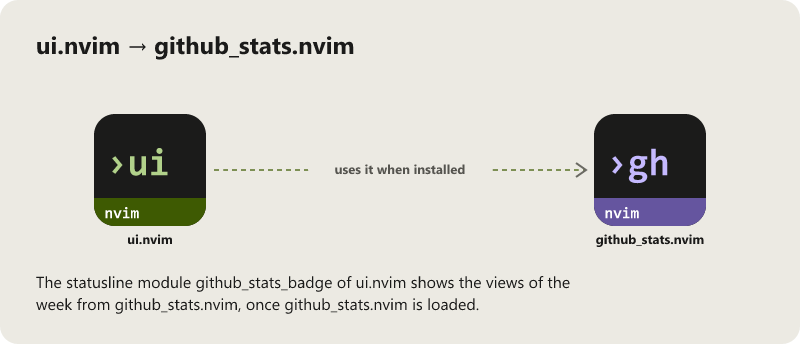 ui.nvim → github_stats.nvim
›ui
nvim
ui.nvim
uses it when installed
›gh
nvim
github_stats.nvim
The statusline module github_stats_badge of ui.nvim shows the views of the
week from github_stats.nvim, once github_stats.nvim is loaded.